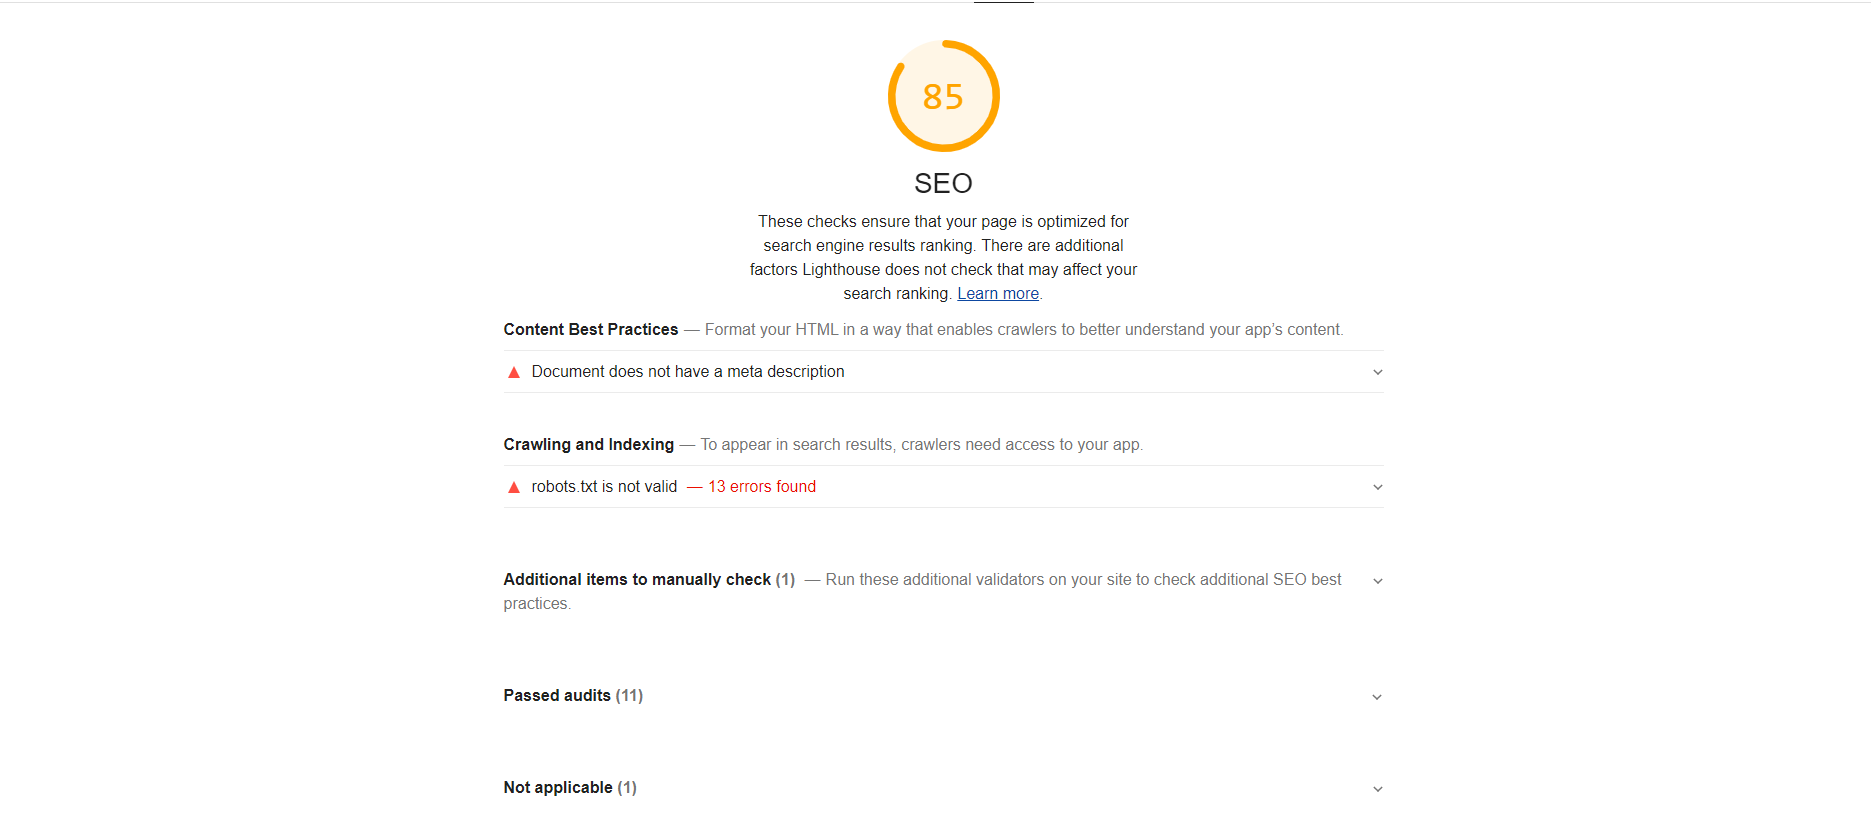 85
SEO
These checks ensure that your page is optimized for
search engine results ranking. There are additional
factors Lighthouse does not check that may affect your
search ranking. Learn more.
Content Best Practices — Format your HTML in a way that enables crawlers to better understand your app’s content.
Document does not have a meta description
Crawling and Indexing — To appear in search results, crawlers need access to your app.
robots.txt is not valid — 13 errors found
Additional items to manually check (1) — Run these additional validators on your site to check additional SEO best
practices.
Passed audits (11)
Not applicable (1)